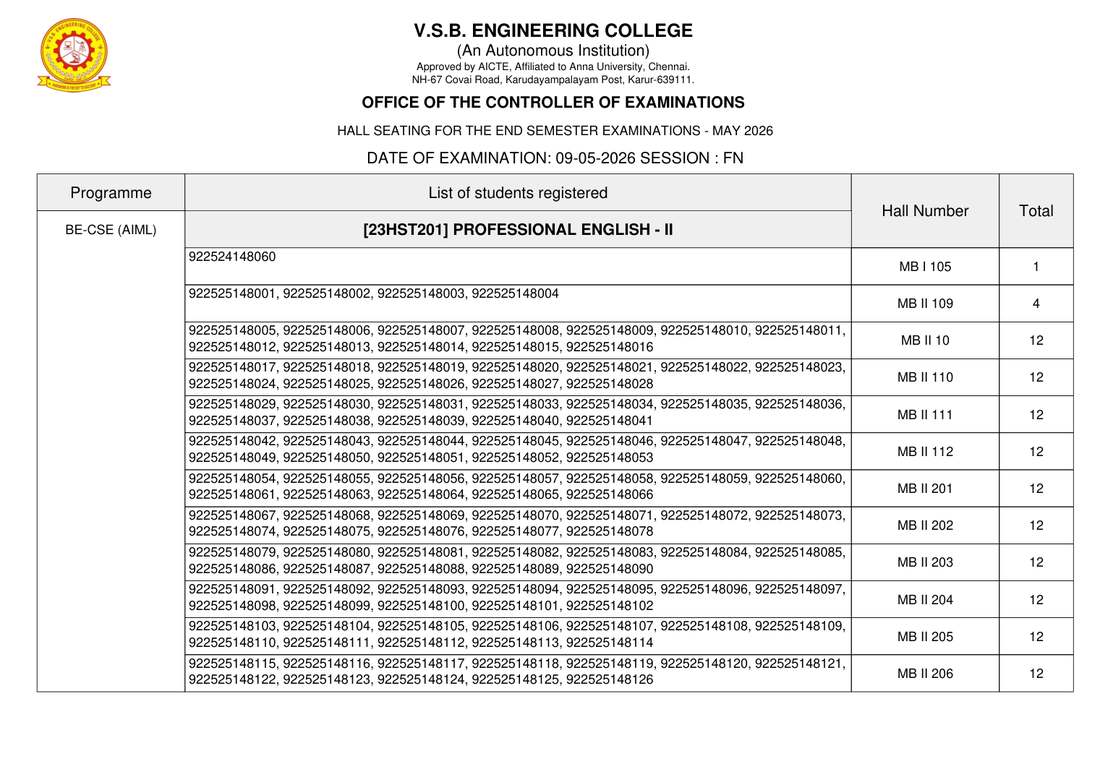 V.S.B. ENGINEERING COLLEGE
(An Autonomous Institution)
Approved by AICTE, Affiliated to Anna University, Chennai.
NH-67 Covai Road, Karudayampalayam Post, Karur-639111.
OFFICE OF THE CONTROLLER OF EXAMINATIONS
HALL SEATING FOR THE END SEMESTER EXAMINATIONS - MAY 2026
DATE OF EXAMINATION: 09-05-2026 SESSION : FN
Programme List of students registered Hall Number Total
BE-CSE (AIML) [23HST201] PROFESSIONAL ENGLISH - II
922524148060 MB I 105 1
922525148001, 922525148002, 922525148003, 922525148004 MB II 109 4
922525148005, 922525148006, 922525148007, 922525148008, 922525148009, 922525148010, 922525148011,
922525148012, 922525148013, 922525148014, 922525148015, 922525148016 MB II 10 12
922525148017, 922525148018, 922525148019, 922525148020, 922525148021, 922525148022, 922525148023,
922525148024, 922525148025, 922525148026, 922525148027, 922525148028 MB II 110 12
922525148029, 922525148030, 922525148031, 922525148033, 922525148034, 922525148035, 922525148036,
922525148037, 922525148038, 922525148039, 922525148040, 922525148041 MB II 111 12
922525148042, 922525148043, 922525148044, 922525148045, 922525148046, 922525148047, 922525148048,
922525148049, 922525148050, 922525148051, 922525148052, 922525148053 MB II 112 12
922525148054, 922525148055, 922525148056, 922525148057, 922525148058, 922525148059, 922525148060,
922525148061, 922525148063, 922525148064, 922525148065, 922525148066 MB II 201 12
922525148067, 922525148068, 922525148069, 922525148070, 922525148071, 922525148072, 922525148073,
922525148074, 922525148075, 922525148076, 922525148077, 922525148078 MB II 202 12
922525148079, 922525148080, 922525148081, 922525148082, 922525148083, 922525148084, 922525148085,
922525148086, 922525148087, 922525148088, 922525148089, 922525148090 MB II 203 12
922525148091, 922525148092, 922525148093, 922525148094, 922525148095, 922525148096, 922525148097,
922525148098, 922525148099, 922525148100, 922525148101, 922525148102 MB II 204 12
922525148103, 922525148104, 922525148105, 922525148106, 922525148107, 922525148108, 922525148109,
922525148110, 922525148111, 922525148112, 922525148113, 922525148114 MB II 205 12
922525148115, 922525148116, 922525148117, 922525148118, 922525148119, 922525148120, 922525148121,
922525148122, 922525148123, 922525148124, 922525148125, 922525148126 MB II 206 12